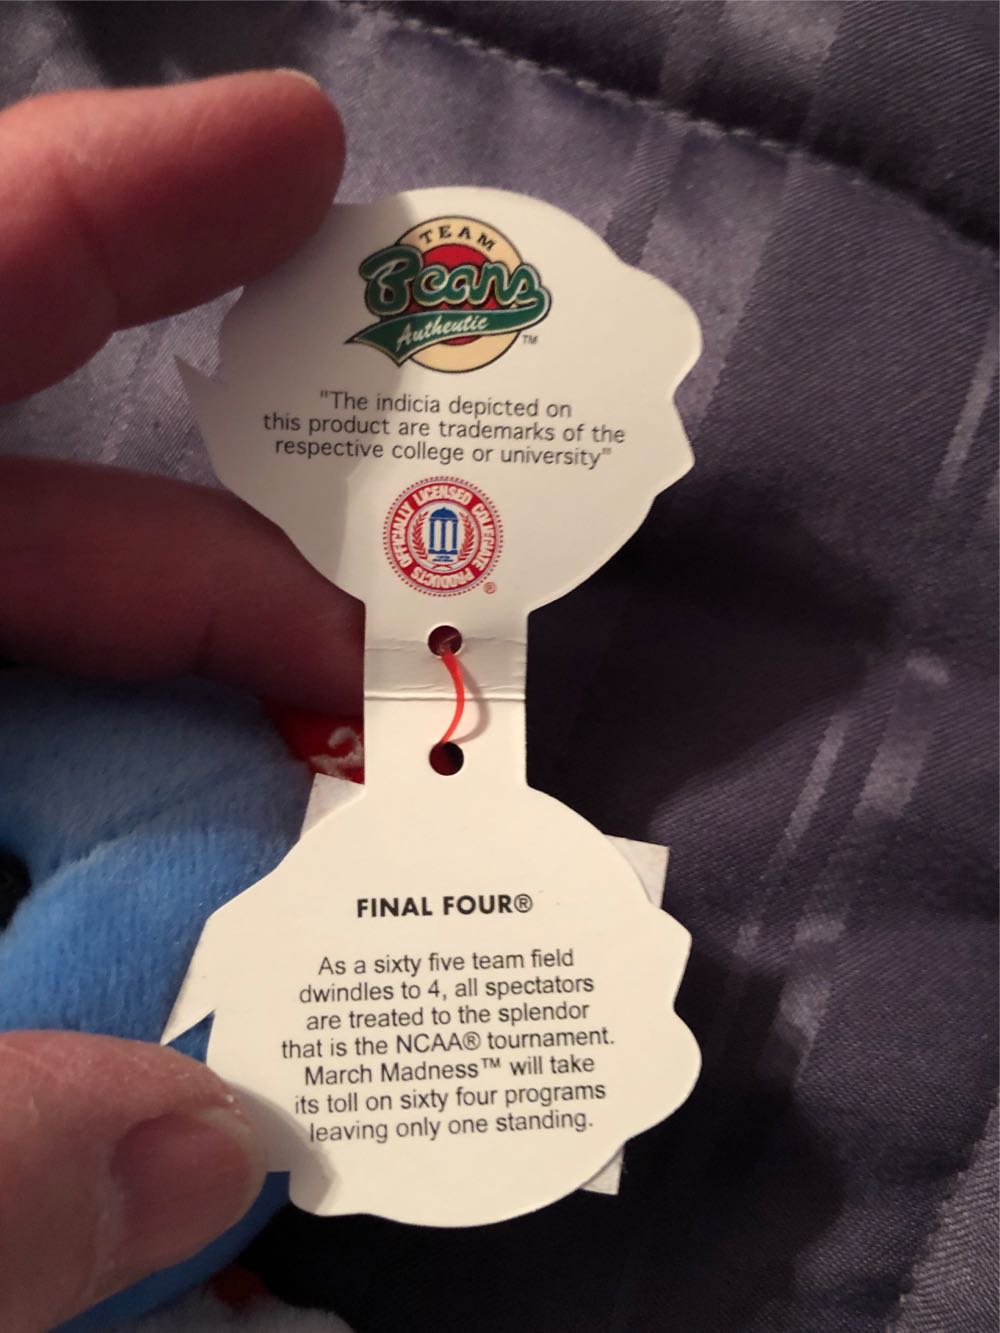 TEAM
Beans
Authentic
TM
"The indicia depicted on
this product are trademarks of the
respective college or university"
OFFICIALLY LICENSED COLLEGIATE PRODUCTS
®
FINAL FOUR®
As a sixty five team field
dwindles to 4, all spectators
are treated to the splendor
that is the NCAA® tournament.
March Madness™ will take
its toll on sixty four programs
leaving only one standing.